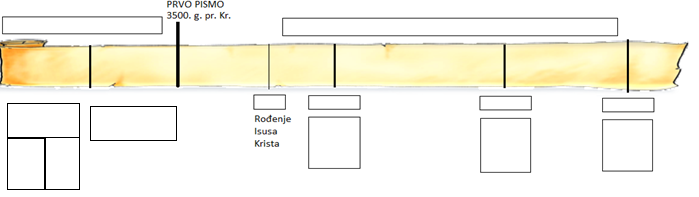 PRVO PISMO
3500. g. pr. Kr.
Rođenje
Isusa
Krista